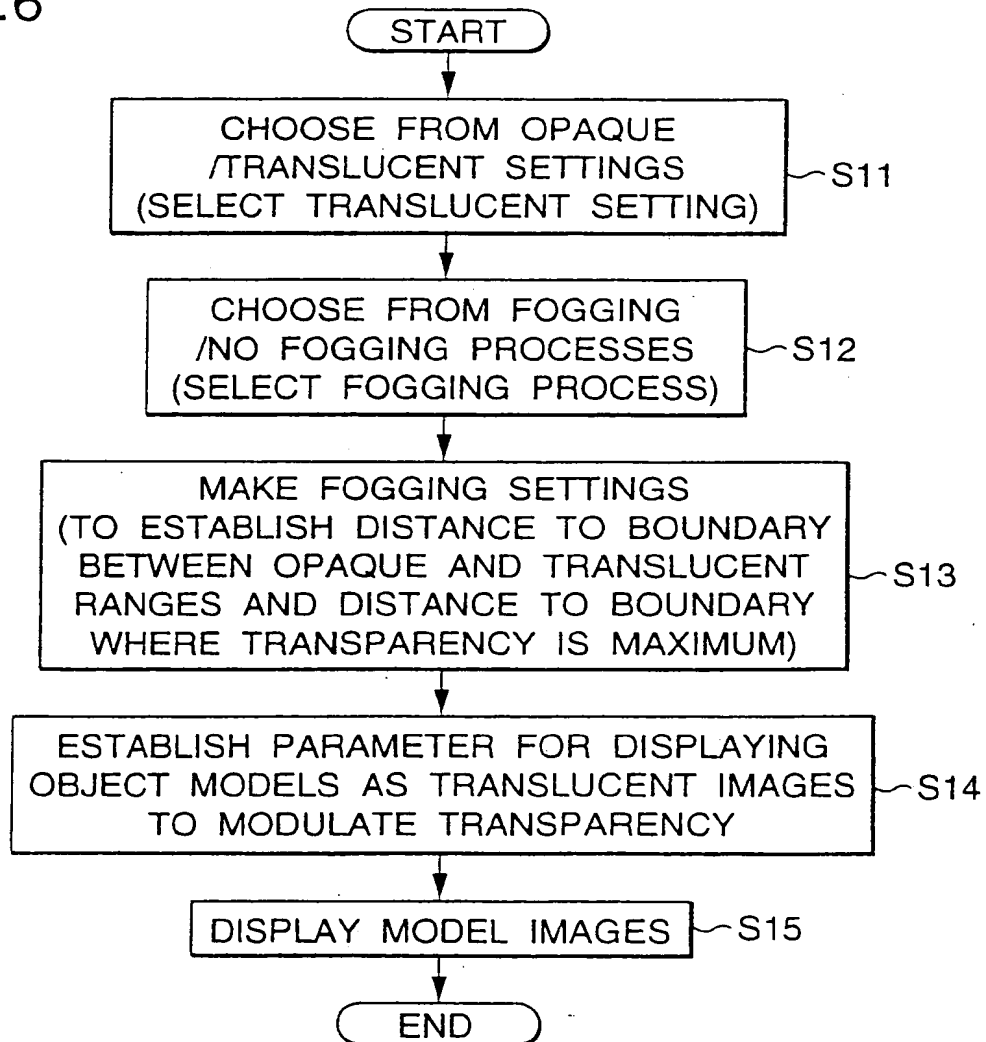 START
CHOOSE FROM OPAQUE
/TRANSLUCENT SETTINGS
(SELECT TRANSLUCENT SETTING)
S11
CHOOSE FROM FOGGING
/NO FOGGING PROCESSES
(SELECT FOGGING PROCESS)
S12
MAKE FOGGING SETTINGS
(TO ESTABLISH DISTANCE TO BOUNDARY
BETWEEN OPAQUE AND TRANSLUCENT
RANGES AND DISTANCE TO BOUNDARY
WHERE TRANSPARENCY IS MAXIMUM)
S13
ESTABLISH PARAMETER FOR DISPLAYING
OBJECT MODELS AS TRANSLUCENT IMAGES
TO MODULATE TRANSPARENCY
S14
DISPLAY MODEL IMAGES
S15
END